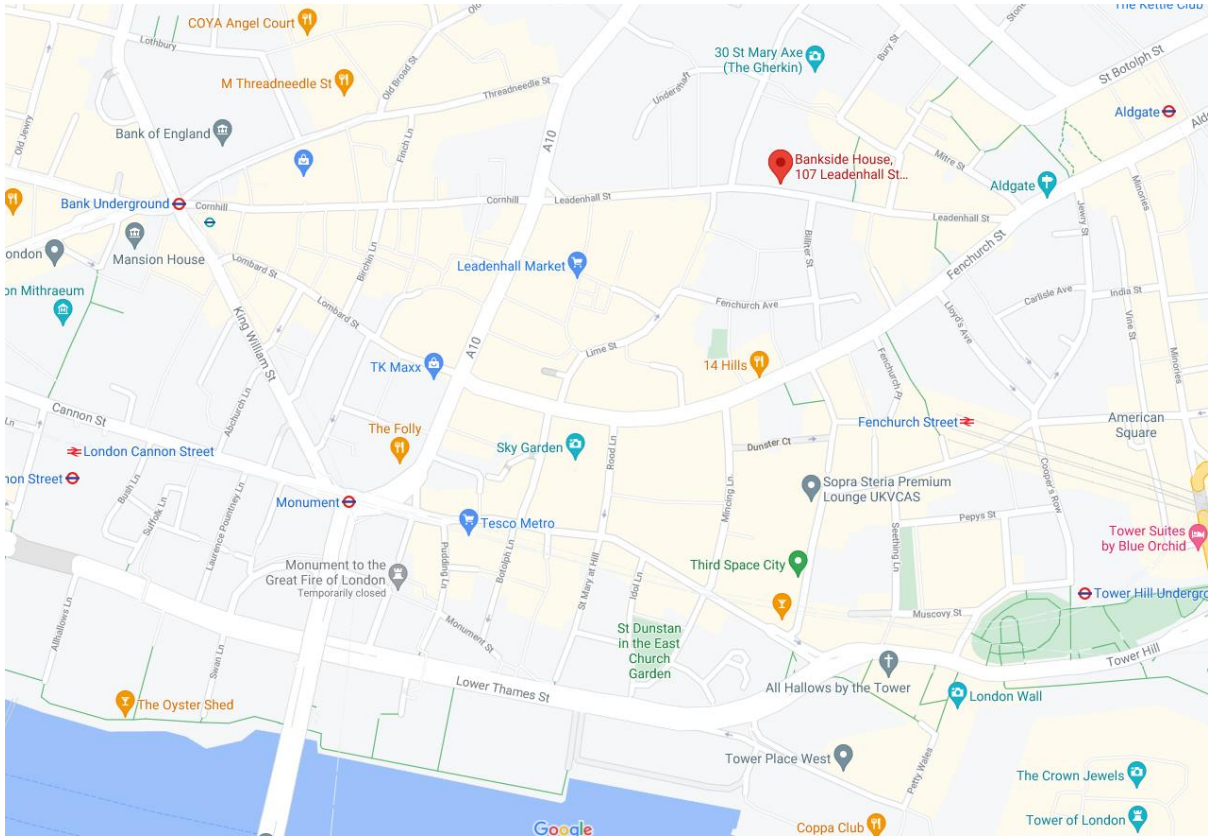 The Kettle Club
COYA Angel Court
Lothbury
Old Broad St
30 St Mary Axe
(The Gherkin)
Bury St
St Botolph St
M Threadneedle St
Threadneedle St
Undershaft
Aldgate
Old Jewry
Bank of England
Finch Ln
A10
Mitre St
Bankside House,
107 Leadenhall St...
Aldgate
Minories
Bank Underground
Cornhill
Cornhill
Leadenhall St
Leadenhall St
Jewry St
Mansion House
Birchin Ln
Billiter St
Fenchurch St
London
Lombard St
Leadenhall Market
on Mithraeum
Lombard St
Fenchurch Ave
Carlisle Ave
India St
King William St
Lloyd's Ave
Vine St
A10
Lime St
TK Maxx
14 Hills
Fenchurch Pl
Minories
Cannon St
Abchurch Ln
The Folly
Fenchurch Street
American
Square
Ln
London Cannon Street
Sky Garden
Rood Ln
Dunster Ct
non Street
Bush Ln
Mincing Ln
Sopra Steria Premium
Lounge UKVCAS
Cooper's Row
Monument
Suffolk Ln
Laurence Pountney Ln
Tesco Metro
Pepys St
Tower Suites
by Blue Orchid
Monument to the
Great Fire of London
Temporarily closed
Pudding Ln
Botolph Ln
St Mary at Hill
Idol Ln
Third Space City
Seething Ln
Tower Hill Undergro
Allhallows Ln
Swan Ln
Monument St
St Dunstan
in the East
Church
Garden
Muscovy St
Tower Hill
Lower Thames St
All Hallows by the Tower
The Oyster Shed
London Wall
Tower Place West
Petty Wales
The Crown Jewels
Google
Coppa Club
Tower of London